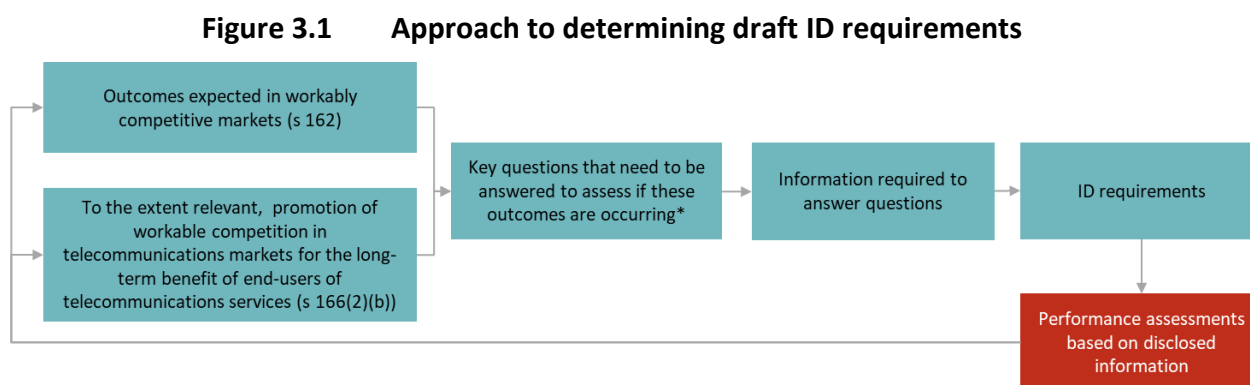 Figure 3.1 Approach to determining draft ID requirements
Outcomes expected in workably
competitive markets (s 162)
To the extent relevant, promotion of
workable competition in
telecommunications markets for the long-
term benefit of end-users of
telecommunications services (s 166(2)(b))
Key questions that need to be
answered to assess if these
outcomes are occurring*
Information required to
answer questions
ID requirements
Performance assessments
based on disclosed
information